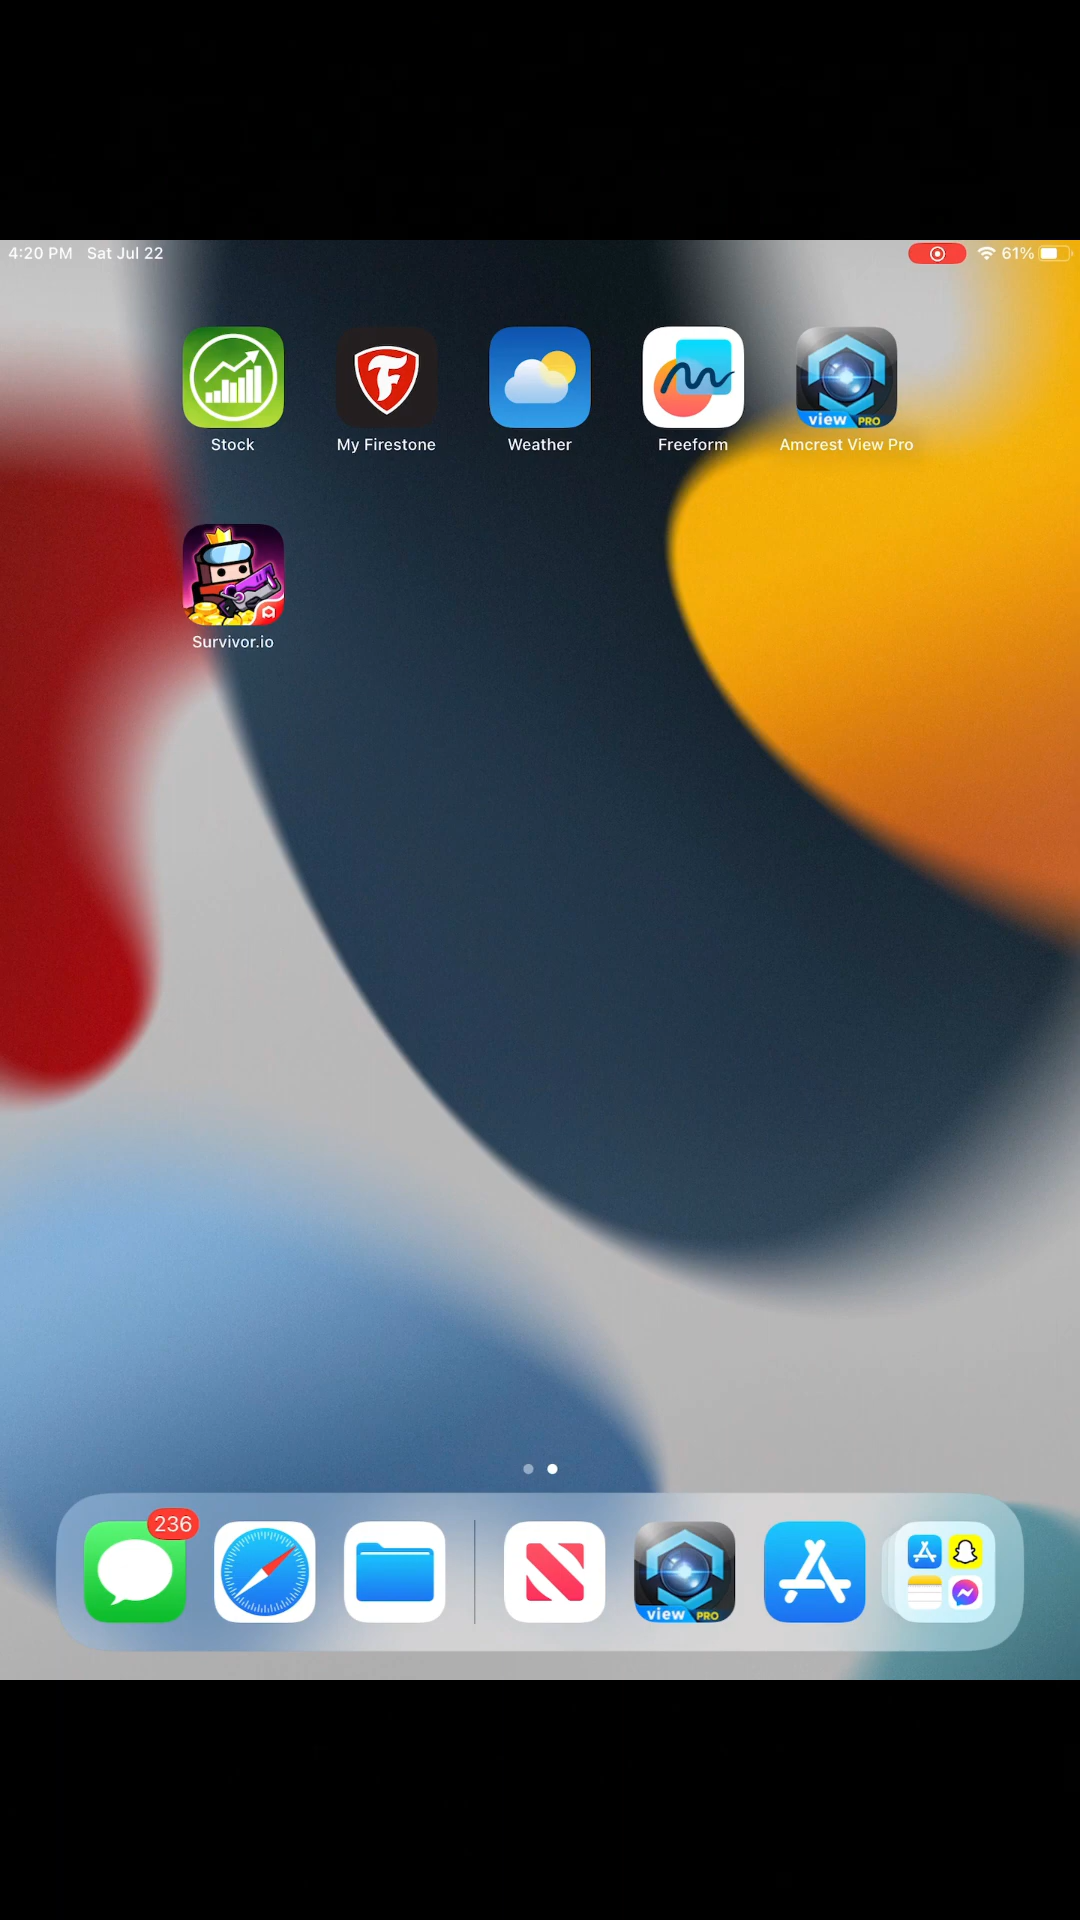 4:20 PM Sat Jul 22 61%
view PRO
Stock My Firestone Weather Freeform Amcrest View Pro
Survivor.io
236
view PRO